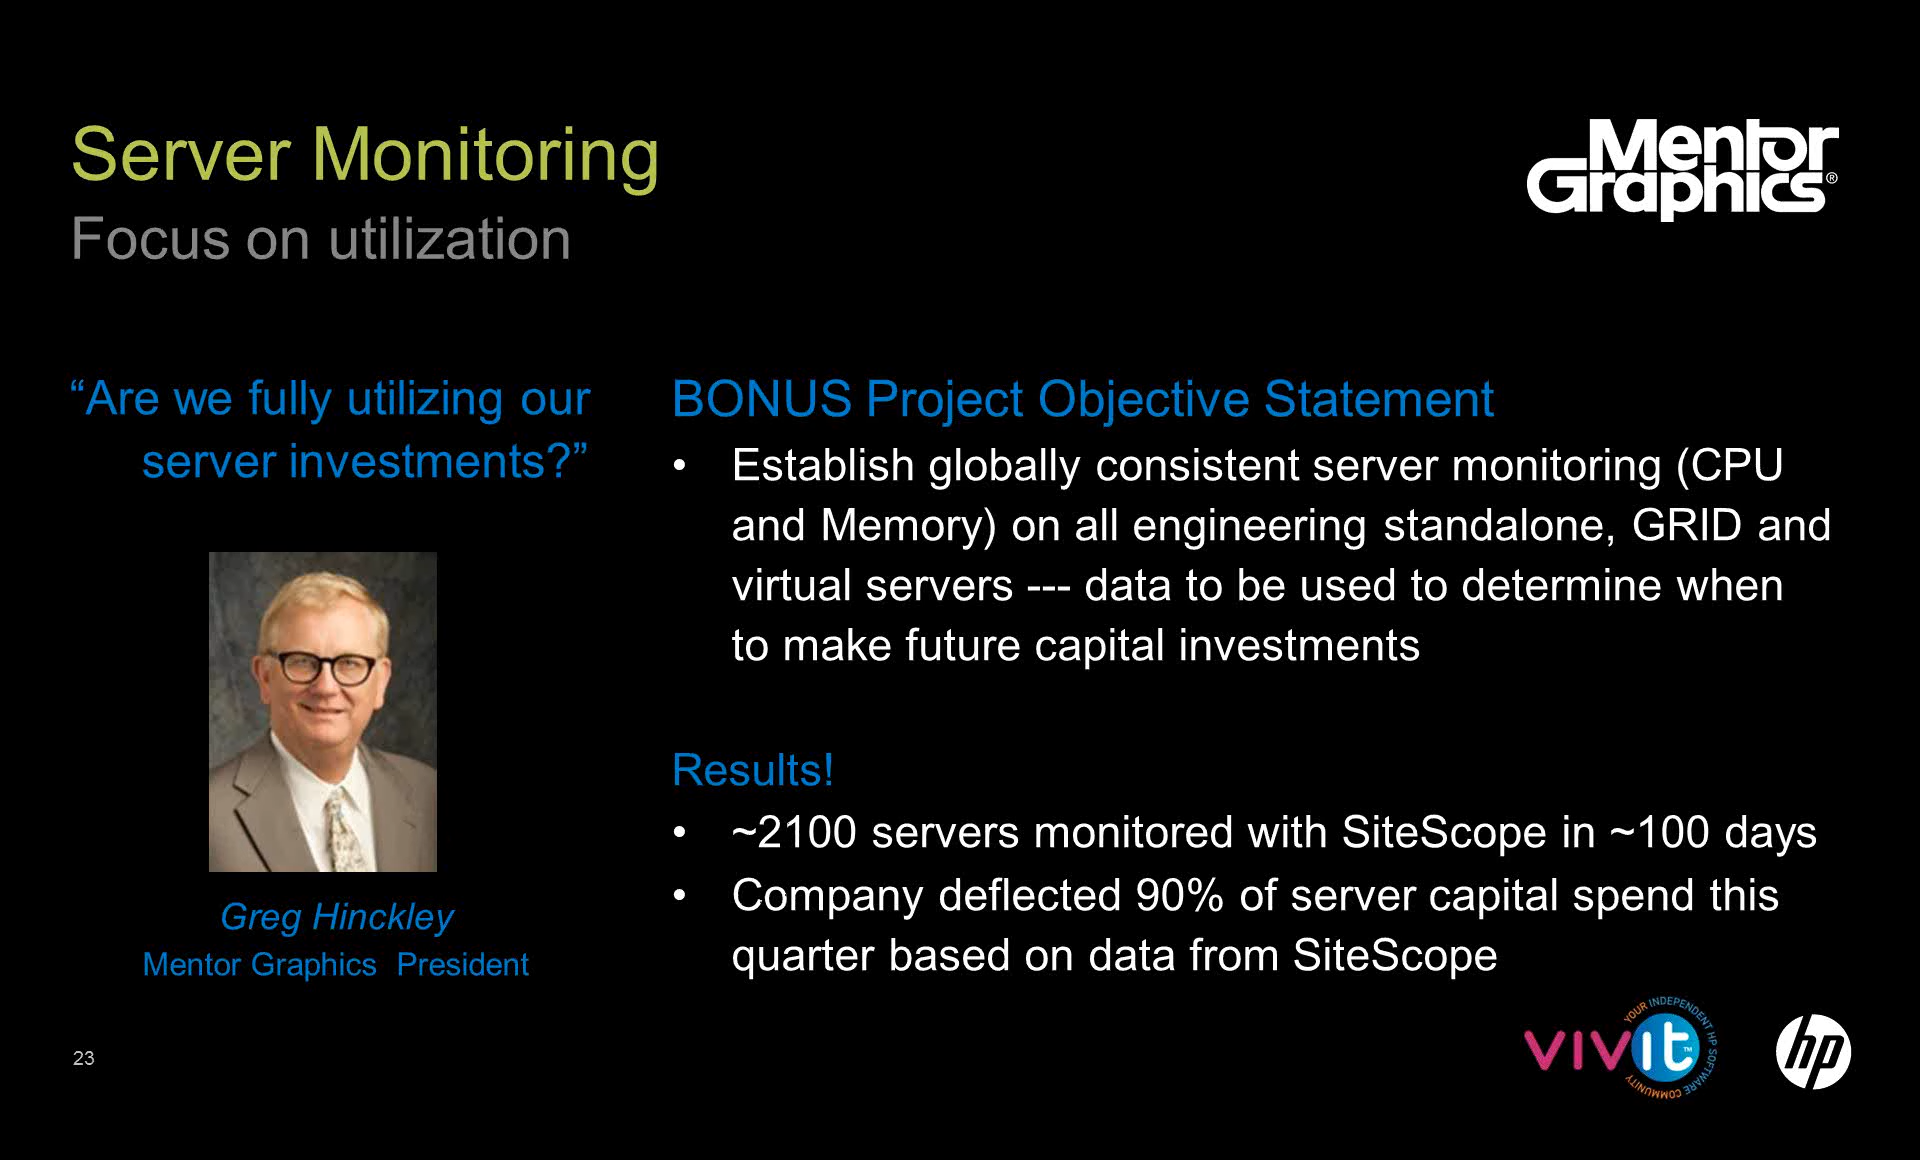 Server Monitoring
Focus on utilization
Mentor
Graphics®
“Are we fully utilizing our
server investments?”
Greg Hinckley
Mentor Graphics President
BONUS Project Objective Statement
• Establish globally consistent server monitoring (CPU
and Memory) on all engineering standalone, GRID and
virtual servers --- data to be used to determine when
to make future capital investments
Results!
• ~2100 servers monitored with SiteScope in ~100 days
• Company deflected 90% of server capital spend this
quarter based on data from SiteScope
23
vivit™
YOUR INDEPENDENT HP SOFTWARE COMMUNITY
hp